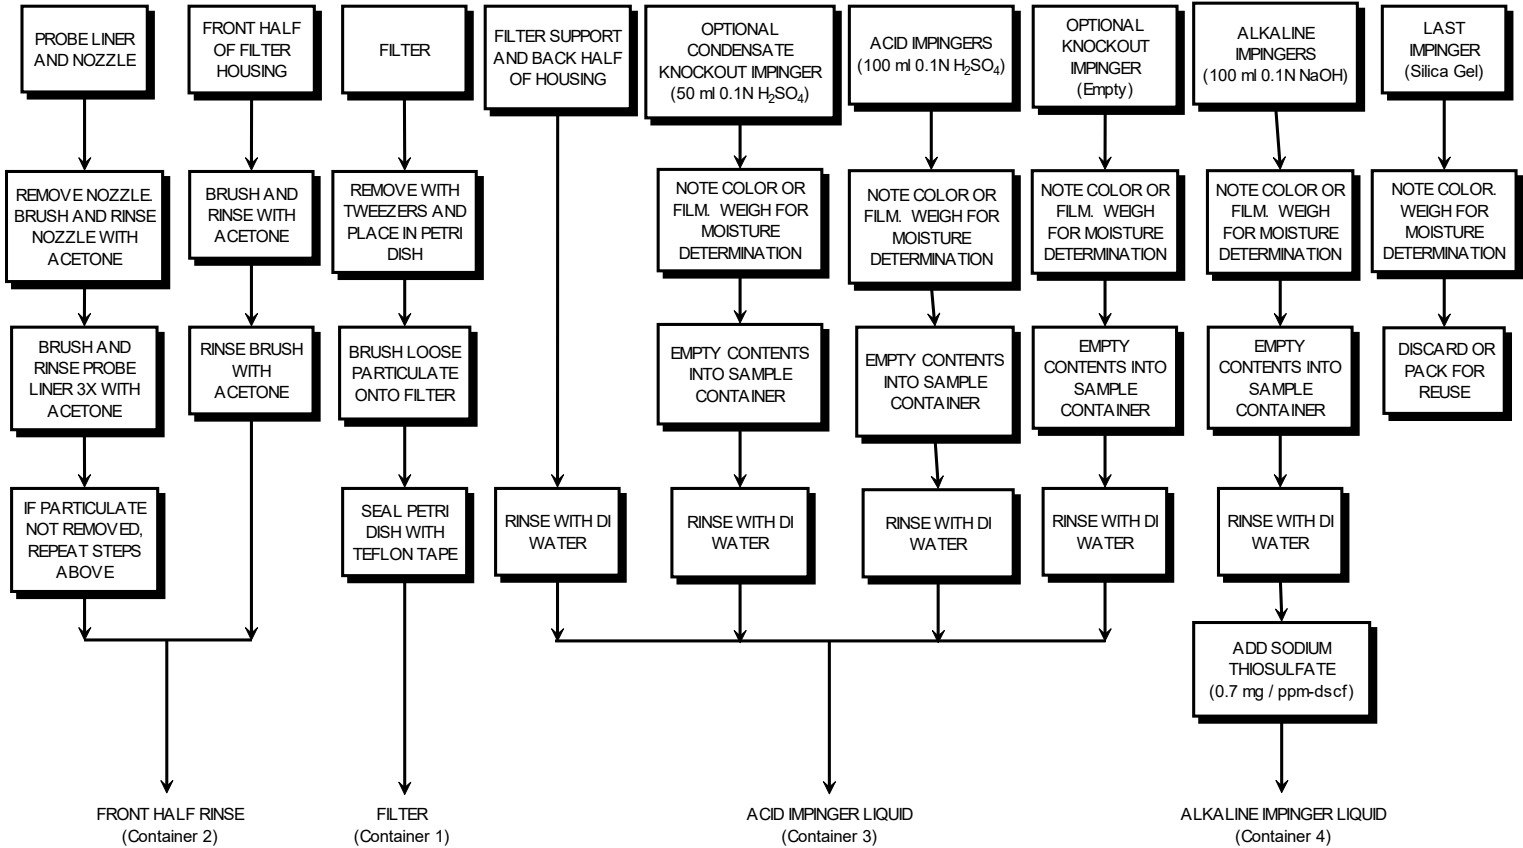 PROBE LINER
AND NOZZLE
FRONT HALF
OF FILTER
HOUSING
FILTER
FILTER SUPPORT
AND BACK HALF
OF HOUSING
OPTIONAL
CONDENSATE
KNOCKOUT IMPINGER
(50 ml 0.1N H₂SO₄)
ACID IMPINGERS
(100 ml 0.1N H₂SO₄)
OPTIONAL
KNOCKOUT
IMPINGER
(Empty)
ALKALINE
IMPINGERS
(100 ml 0.1N NaOH)
LAST
IMPINGER
(Silica Gel)
REMOVE NOZZLE.
BRUSH AND RINSE
NOZZLE WITH
ACETONE
BRUSH AND
RINSE WITH
ACETONE
REMOVE WITH
TWEEZERS AND
PLACE IN PETRI
DISH
NOTE COLOR OR
FILM. WEIGH FOR
MOISTURE
DETERMINATION
NOTE COLOR OR
FILM. WEIGH FOR
MOISTURE
DETERMINATION
NOTE COLOR OR
FILM. WEIGH
FOR MOISTURE
DETERMINATION
NOTE COLOR OR
FILM. WEIGH
FOR MOISTURE
DETERMINATION
NOTE COLOR.
WEIGH FOR
MOISTURE
DETERMINATION
BRUSH AND
RINSE PROBE
LINER 3X WITH
ACETONE
RINSE BRUSH
WITH
ACETONE
BRUSH LOOSE
PARTICULATE
ONTO FILTER
EMPTY CONTENTS
INTO SAMPLE
CONTAINER
EMPTY CONTENTS
INTO SAMPLE
CONTAINER
EMPTY
CONTENTS INTO
SAMPLE
CONTAINER
EMPTY
CONTENTS INTO
SAMPLE
CONTAINER
DISCARD OR
PACK FOR
REUSE
IF PARTICULATE
NOT REMOVED,
REPEAT STEPS
ABOVE
SEAL PETRI
DISH WITH
TEFLON TAPE
RINSE WITH DI
WATER
RINSE WITH DI
WATER
RINSE WITH DI
WATER
RINSE WITH DI
WATER
RINSE WITH DI
WATER
ADD SODIUM
THIOSULFATE
(0.7 mg / ppm-dscf)
FRONT HALF RINSE
(Container 2)
FILTER
(Container 1)
ACID IMPINGER LIQUID
(Container 3)
ALKALINE IMPINGER LIQUID
(Container 4)